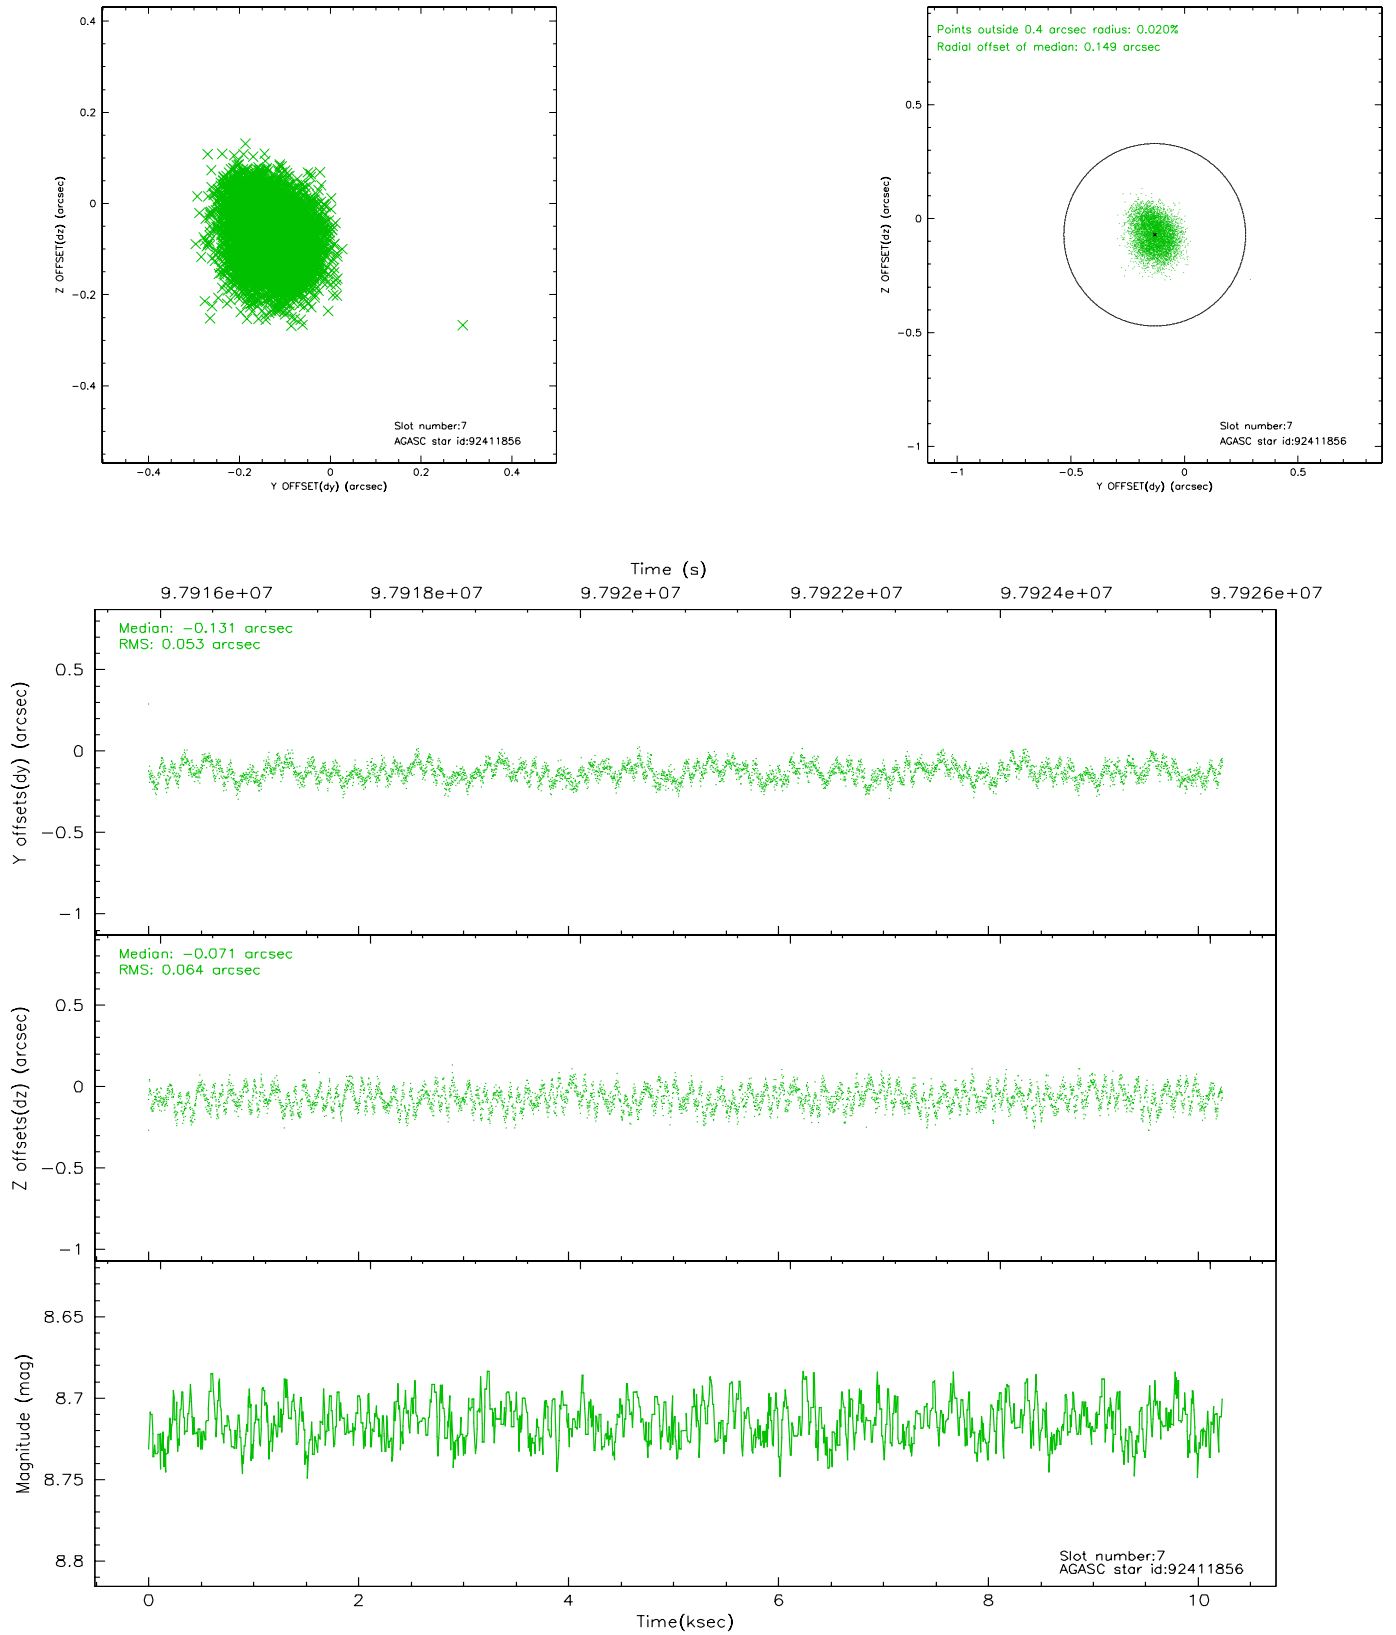 0.4
0.2
0
−0.2
−0.4
Z OFFSET(dz) (arcsec)
−0.4 −0.2 0 0.2 0.4
Y OFFSET(dy) (arcsec)
Slot number:7
AGASC star id:92411856
Points outside 0.4 arcsec radius: 0.020%
Radial offset of median: 0.149 arcsec
0.5
0
−0.5
−1
Z OFFSET(dz) (arcsec)
−1 −0.5 0 0.5
Y OFFSET(dy) (arcsec)
Slot number:7
AGASC star id:92411856
Time (s)
9.7916e+07 9.7918e+07 9.792e+07 9.7922e+07 9.7924e+07 9.7926e+07
Median: −0.131 arcsec
RMS: 0.053 arcsec
0.5
0
−0.5
−1
Y offsets(dy) (arcsec)
Median: −0.071 arcsec
RMS: 0.064 arcsec
0.5
0
−0.5
−1
Z offsets(dz) (arcsec)
8.65
8.7
8.75
8.8
Magnitude (mag)
Slot number:7
AGASC star id:92411856
0 2 4 6 8 10
Time(ksec)